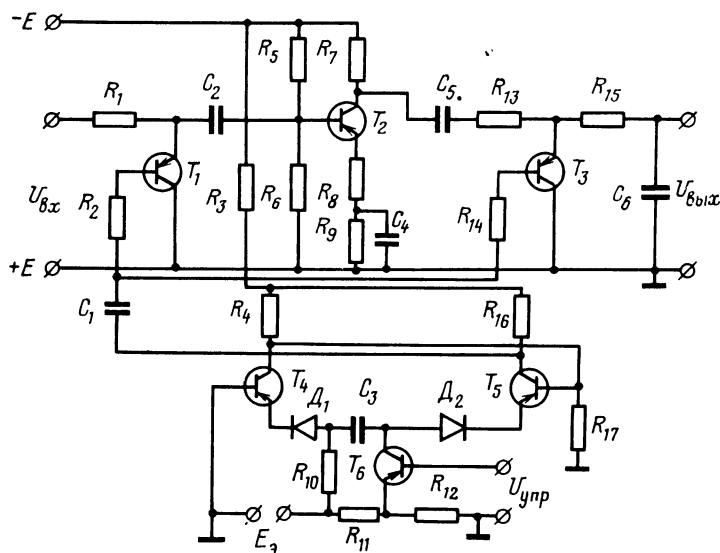 −E
R₅
R₇
R₁
C₂
C₅.
R₁₃
R₁₅
T₂
T₁
T₃
Uвх
R₂
R₃
R₆
R₈
R₉
C₄
R₁₄
C₆
Uвых
+E
C₁
R₄
R₁₆
T₄
Д₁
C₃
Д₂
T₅
R₁₇
R₁₀
T₆
R₁₂
Uупр
Eэ
R₁₁